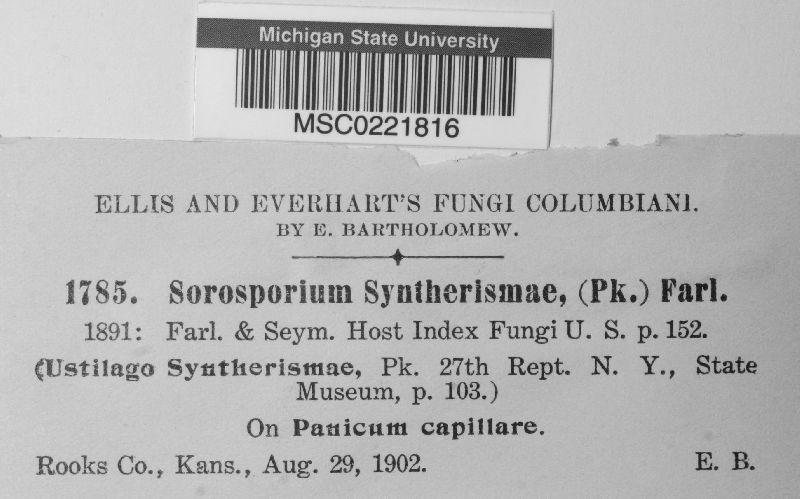 Michigan State University
MSC0221816
ELLIS AND EVERHART'S FUNGI COLUMBIANI.
BY E. BARTHOLOMEW.
1785. Sorosporium Syntherismae, (Pk.) Farl.
1891: Farl. & Seym. Host Index Fungi U. S. p. 152.
(Ustilago Syntherismae, Pk. 27th Rept. N. Y., State
Museum, p. 103.)
On Panicum capillare.
Rooks Co., Kans., Aug. 29, 1902. E. B.